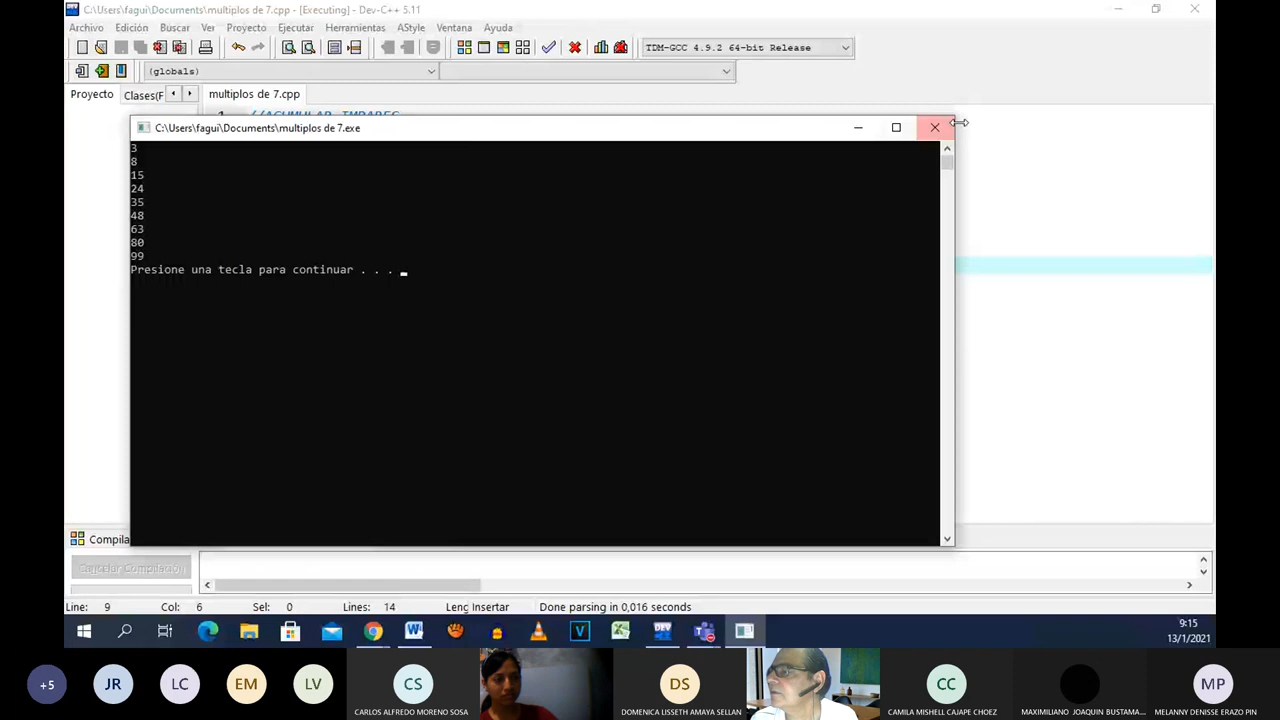 C:\Users\fagui\Documents\multiplos de 7.cpp - [Executing] - Dev-C++ 5.11
Archivo Edición Buscar Ver Proyecto Ejecutar Herramientas AStyle Ventana Ayuda
TDM-GCC 4.9.2 64-bit Release
(globals)
Proyecto Clases(F
multiplos de 7.cpp
1 //ACUMULAR IMPARES
C:\Users\fagui\Documents\multiplos de 7.exe
3
8
15
24
35
48
63
80
99
Presione una tecla para continuar . . .
Compila
Cancelar Compilación
Line: 9 Col: 6 Sel: 0 Lines: 14 Leng Insertar Done parsing in 0,016 seconds
DEV
9:15
13/1/2021
+5 JR LC EM LV CS DS CC MP
CARLOS ALFREDO MORENO SOSA
DOMENICA LISSETH AMAYA SELLAN
CAMILA MISHELL CAJAPE CHOEZ
MAXIMILIANO JOAQUIN BUSTAMA...
MELANNY DENISSE ERAZO PIN